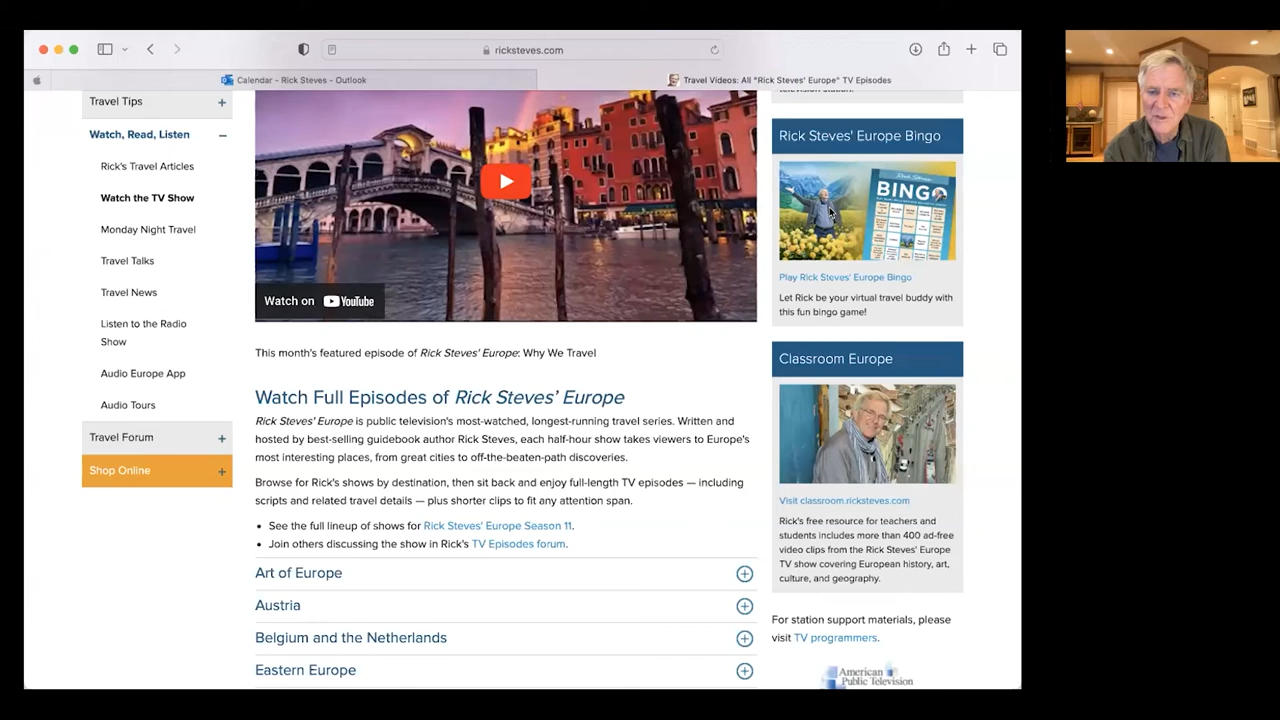 ricksteves.com
Calendar - Rick Steves - Outlook
Travel Videos: All "Rick Steves' Europe" TV Episodes
Travel Tips
Watch, Read, Listen
Rick's Travel Articles
Watch the TV Show
Monday Night Travel
Travel Talks
Travel News
Listen to the Radio
Show
Audio Europe App
Audio Tours
Travel Forum
Shop Online
Watch on YouTube
This month's featured episode of Rick Steves' Europe: Why We Travel
Watch Full Episodes of Rick Steves' Europe
Rick Steves' Europe is public television's most-watched, longest-running travel series. Written and
hosted by best-selling guidebook author Rick Steves, each half-hour show takes viewers to Europe's
most interesting places, from great cities to off-the-beaten-path discoveries.
Browse for Rick's shows by destination, then sit back and enjoy full-length TV episodes — including
scripts and related travel details — plus shorter clips to fit any attention span.
See the full lineup of shows for Rick Steves' Europe Season 11.
Join others discussing the show in Rick's TV Episodes forum.
Art of Europe
Austria
Belgium and the Netherlands
Eastern Europe
television station.
Rick Steves' Europe Bingo
BINGO
Play Rick Steves' Europe Bingo
Let Rick be your virtual travel buddy with
this fun bingo game!
Classroom Europe
Visit classroom.ricksteves.com
Rick's free resource for teachers and
students includes more than 400 ad-free
video clips from the Rick Steves' Europe
TV show covering European history, art,
culture, and geography.
For station support materials, please
visit TV programmers.
American
Public Television